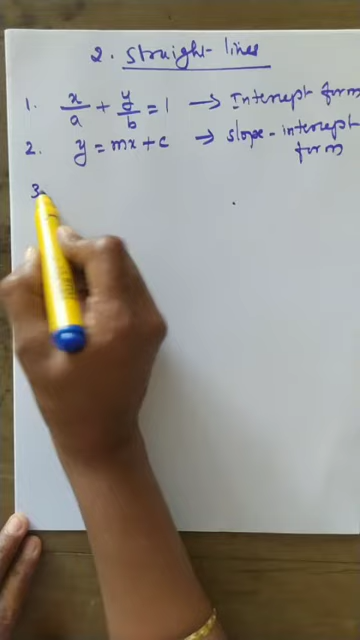 2. Straight-lines
1. x/a + y/b = 1 → Intercept form
2. y = mx + c → slope-intercept
form
3.